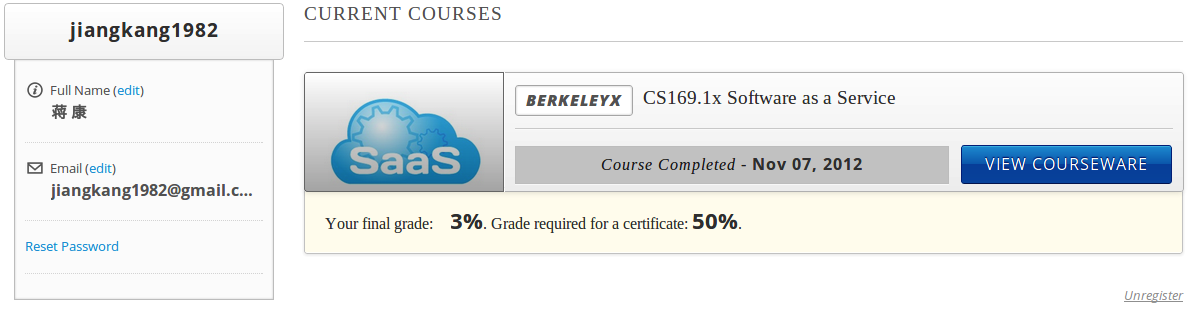 jiangkang1982
Full Name (edit)
蒋 康
Email (edit)
jiangkang1982@gmail.c...
Reset Password
CURRENT COURSES
SaaS
BERKELEYX CS169.1x Software as a Service
Course Completed - Nov 07, 2012
VIEW COURSEWARE
Your final grade: 3%. Grade required for a certificate: 50%.
Unregister